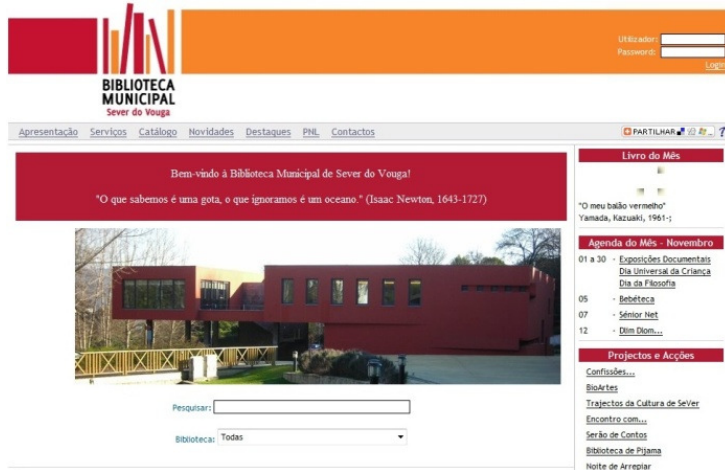 Utilizador:
Password:
Login
BIBLIOTECA
MUNICIPAL
Sever do Vouga
Apresentação Serviços Catálogo Novidades Destaques PNL Contactos
PARTILHAR ?
Bem-vindo à Biblioteca Municipal de Sever do Vouga!
"O que sabemos é uma gota, o que ignoramos é um oceano." (Isaac Newton, 1643-1727)
Pesquisar:
Biblioteca: Todas
Livro do Mês
"O meu balão vermelho"
Yamada, Kazuaki, 1961-;
Agenda do Mês - Novembro
01 a 30 · Exposições Documentais
Dia Universal da Criança
Dia da Filosofia
05 · Bebéteca
07 · Sénior Net
12 · Dlim Dlom...
Projectos e Acções
Confissões...
BioArtes
Trajectos da Cultura de SeVer
Encontro com...
Serão de Contos
Biblioteca de Pijama
Noite de Arrepiar